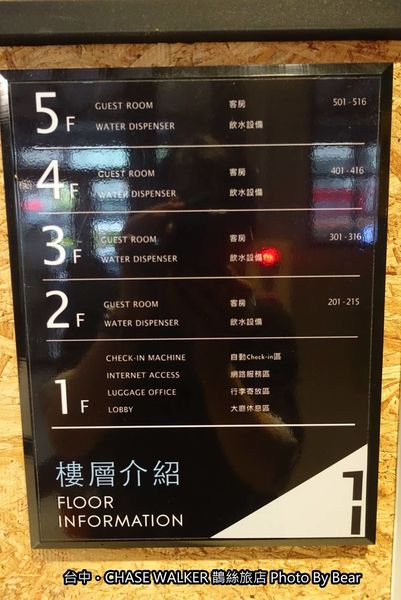 5F GUEST ROOM 客房 501 - 516
WATER DISPENSER 飲水設備
4F GUEST ROOM 客房 401 - 416
WATER DISPENSER 飲水設備
3F GUEST ROOM 客房 301 - 316
WATER DISPENSER 飲水設備
2F GUEST ROOM 客房 201 - 215
WATER DISPENSER 飲水設備
1F CHECK-IN MACHINE 自動Check-in區
INTERNET ACCESS 網路服務區
LUGGAGE OFFICE 行李寄放區
LOBBY 大廳休息區
樓層介紹
FLOOR
INFORMATION
台中・CHASE WALKER 鵲絲旅店 Photo By Bear